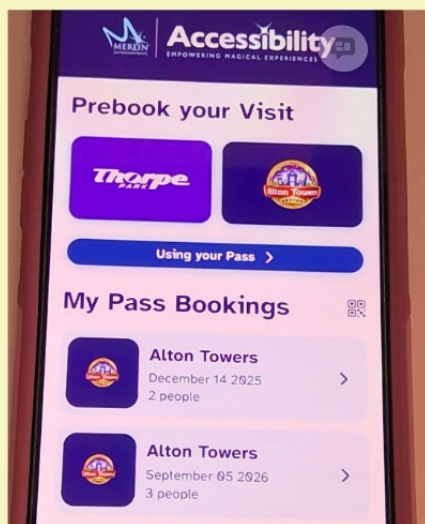 MERLIN
ENTERTAINMENTS
Accessibility
EMPOWERING MAGICAL EXPERIENCES
Prebook your Visit
Thorpe
PARK
Alton Towers
RESORT
Using your Pass >
My Pass Bookings
Alton Towers
December 14 2025
2 people
Alton Towers
September 05 2026
3 people